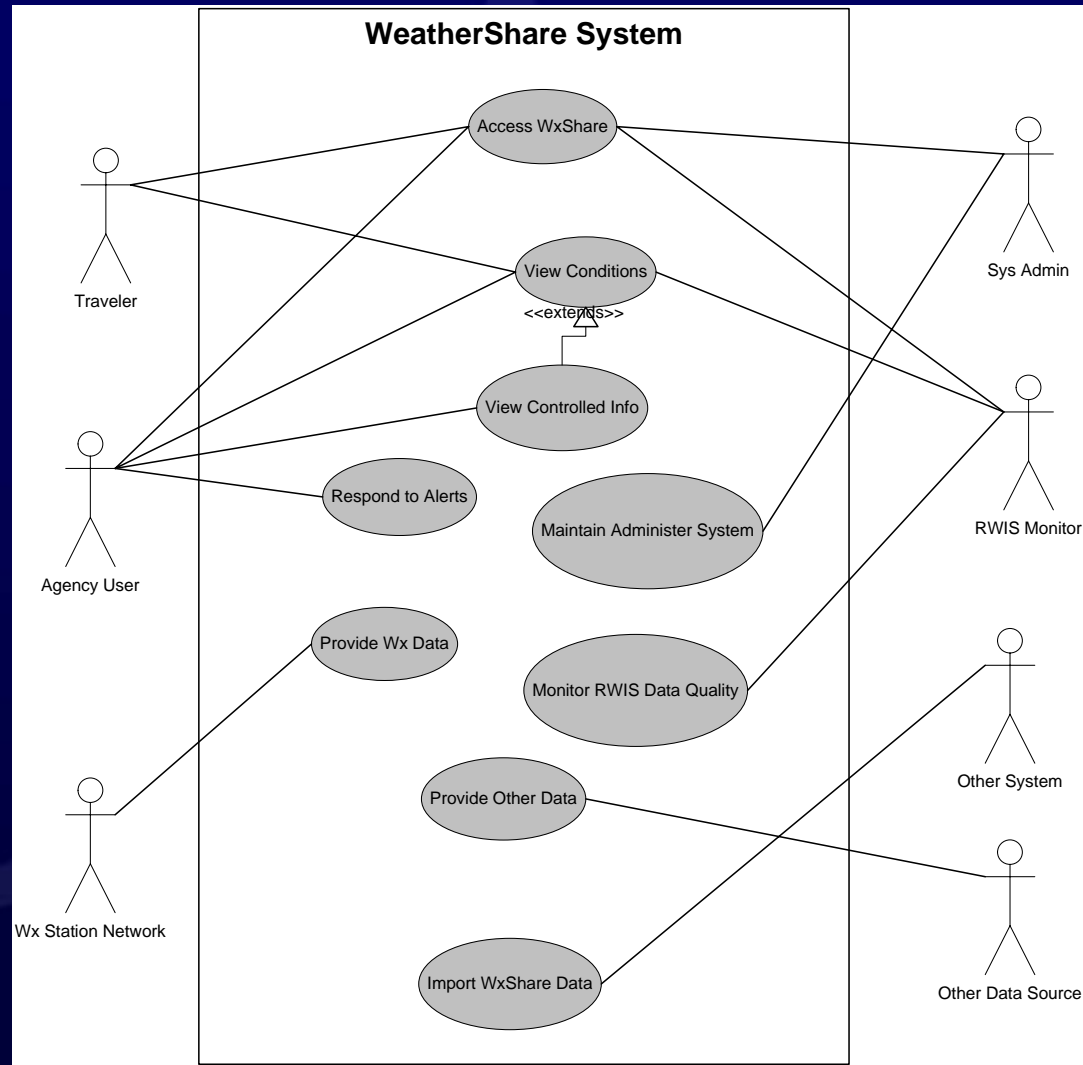 WeatherShare System
Access WxShare
Traveler
Sys Admin
View Conditions
<<extends>>
View Controlled Info
Agency User
Respond to Alerts
Maintain Administer System
RWIS Monitor
Provide Wx Data
Monitor RWIS Data Quality
Other System
Provide Other Data
Wx Station Network
Import WxShare Data
Other Data Source